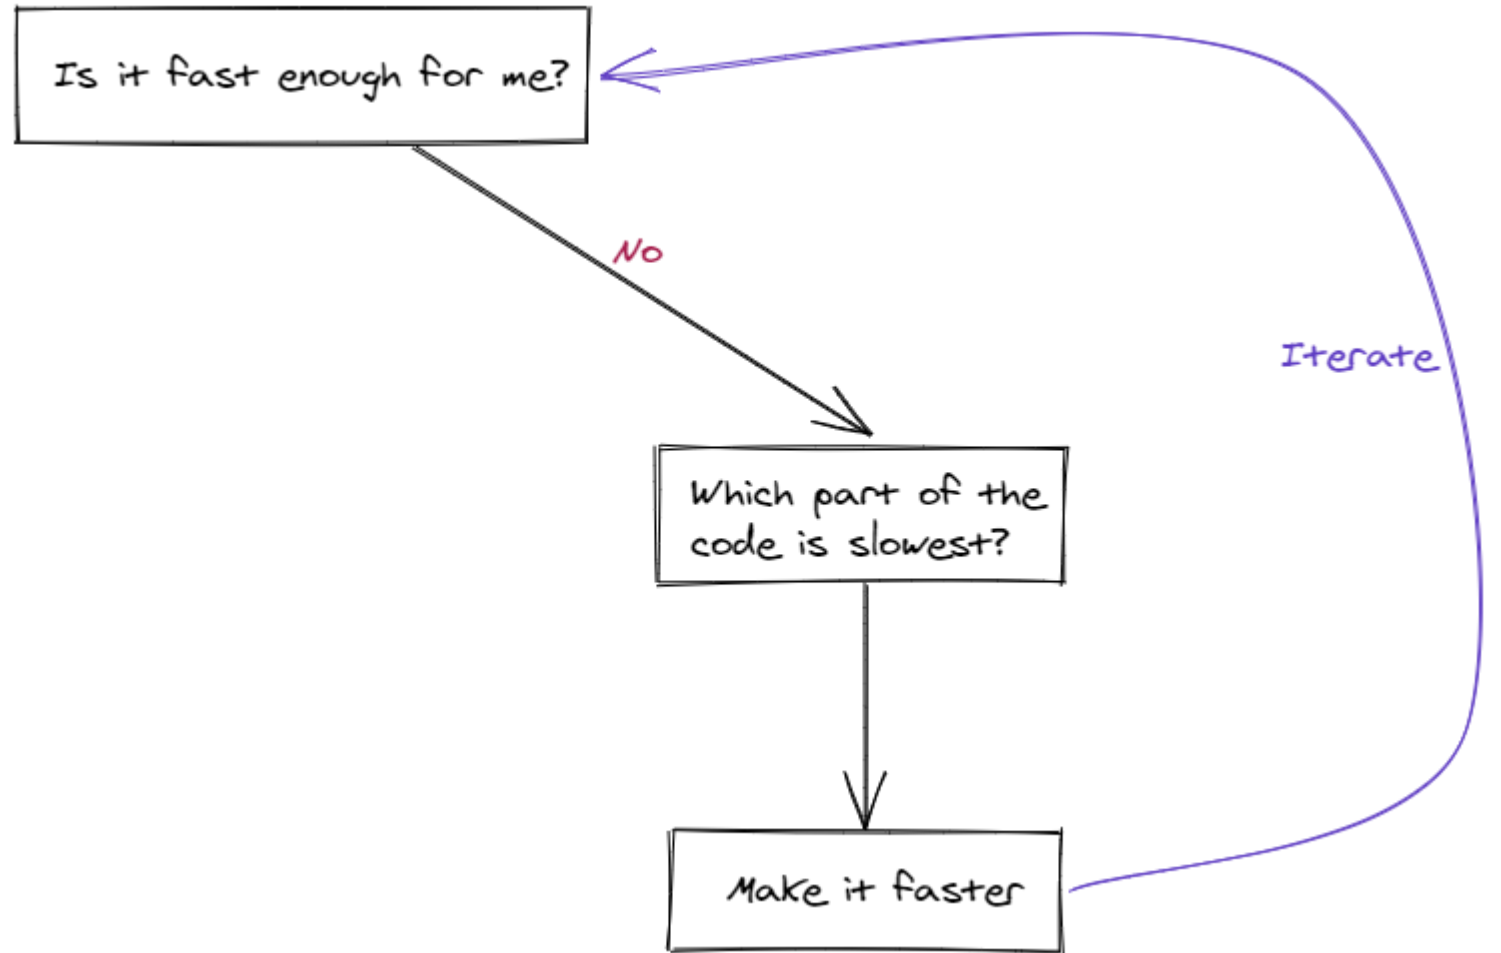 Is it fast enough for me?
No
Iterate
Which part of the
code is slowest?
Make it faster